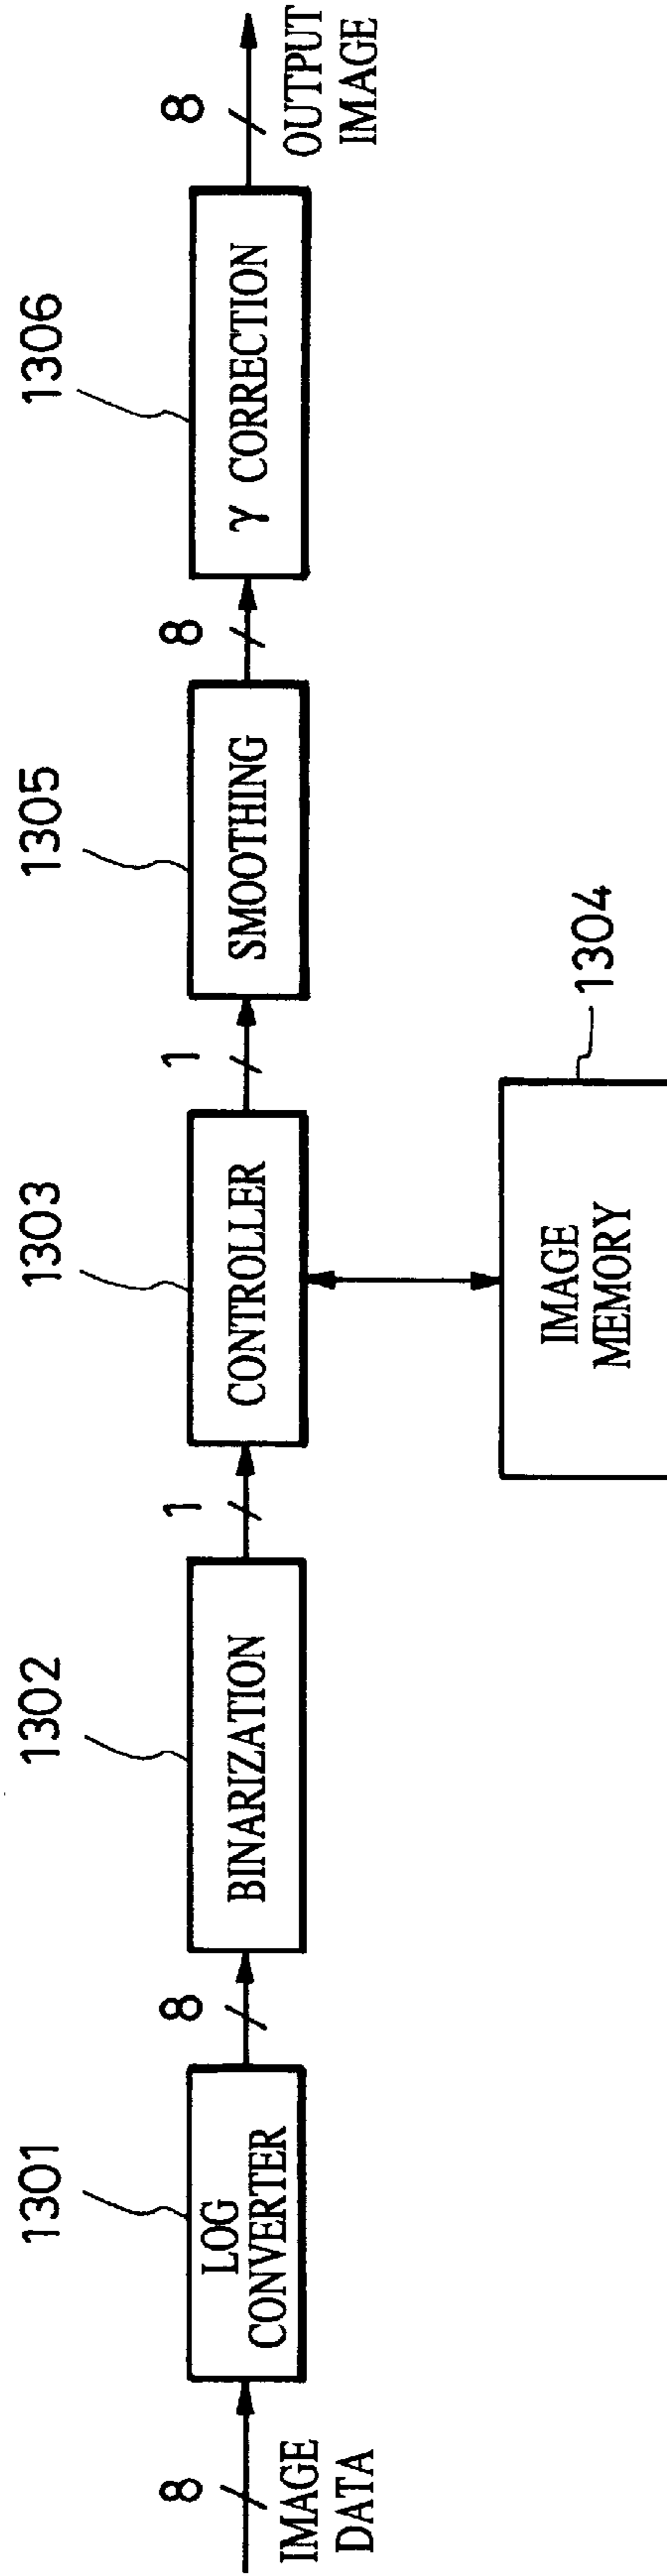 8
IMAGE
DATA
1301
LOG
CONVERTER
8
1302
BINARIZATION
1
1303
CONTROLLER
1
1304
IMAGE
MEMORY
1305
SMOOTHING
8
1306
γ CORRECTION
8
OUTPUT
IMAGE